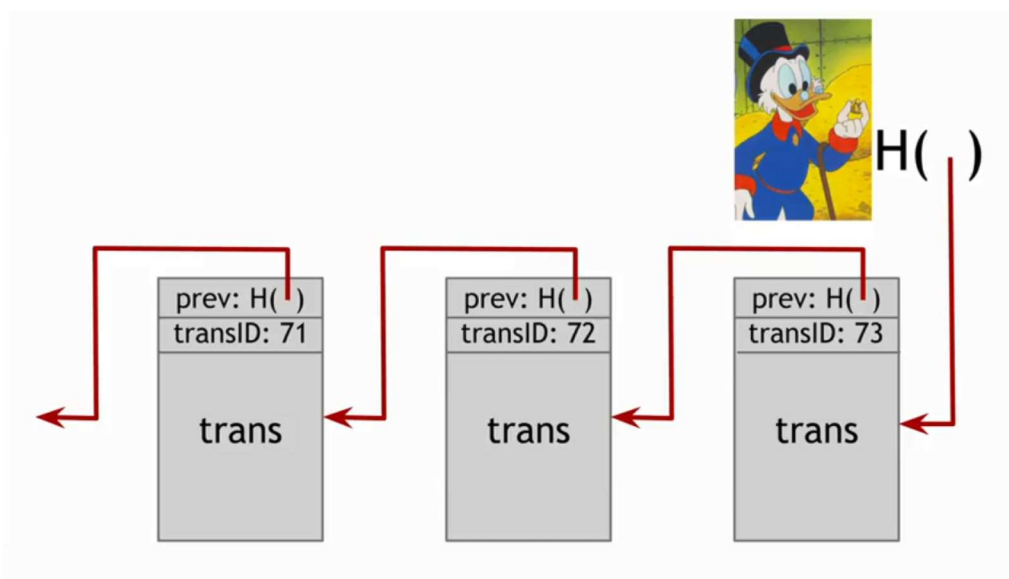 H( )
prev: H( )
transID: 71
trans
prev: H( )
transID: 72
trans
prev: H( )
transID: 73
trans